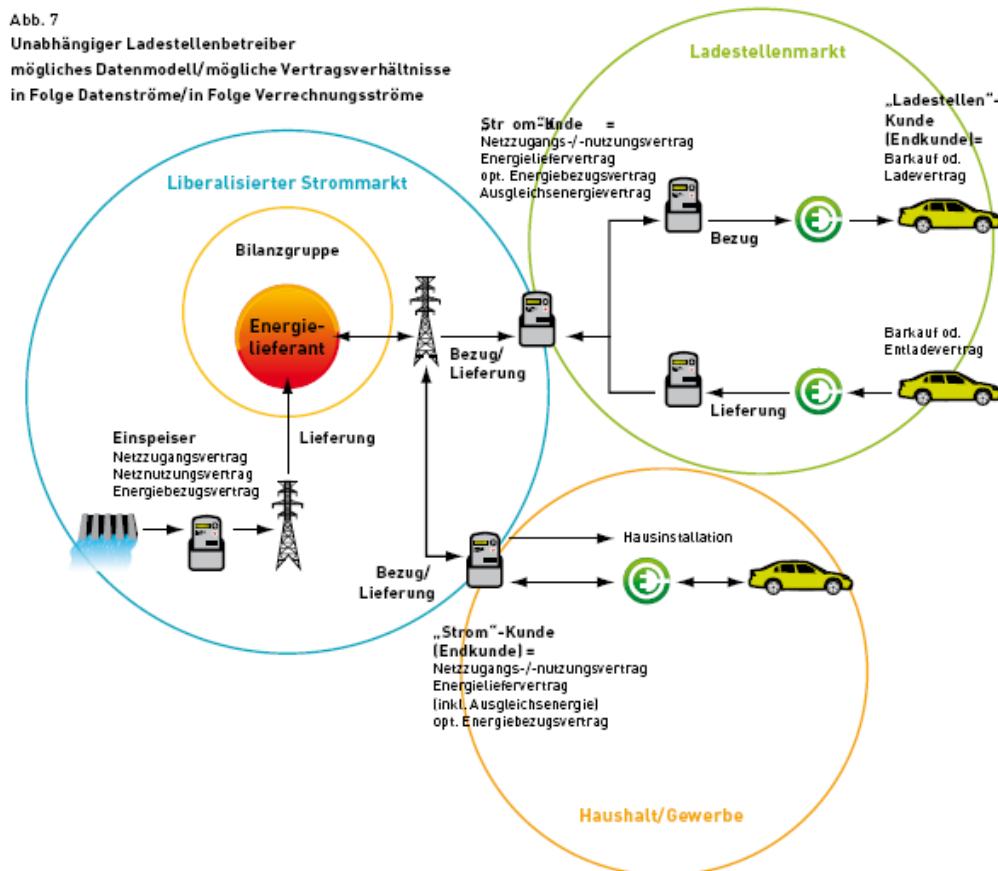 Abb. 7
Unabhängiger Ladestellenbetreiber
mögliches Datenmodell/mögliche Vertragsverhältnisse
in Folge Datenströme/in Folge Verrechnungsströme
Ladestellenmarkt
„Str om"-Kunde =
Netzzugangs-/-nutzungsvertrag
Energieliefervertrag
opt. Energiebezugsvertrag
Ausgleichsenergievertrag
„Ladestellen"-
Kunde
(Endkunde)=
Barkauf od.
Ladevertrag
Bezug
Liberalisierter Strommarkt
Bilanzgruppe
Energie-
lieferant
Bezug/
Lieferung
Barkauf od.
Entladevertrag
Lieferung
Lieferung
Einspeiser
Netzzugangsvertrag
Netznutzungsvertrag
Energiebezugsvertrag
Bezug/
Lieferung
Hausinstallation
„Strom"-Kunde
(Endkunde) =
Netzzugangs-/-nutzungsvertrag
Energieliefervertrag
(inkl. Ausgleichsenergie)
opt. Energiebezugsvertrag
Haushalt/Gewerbe